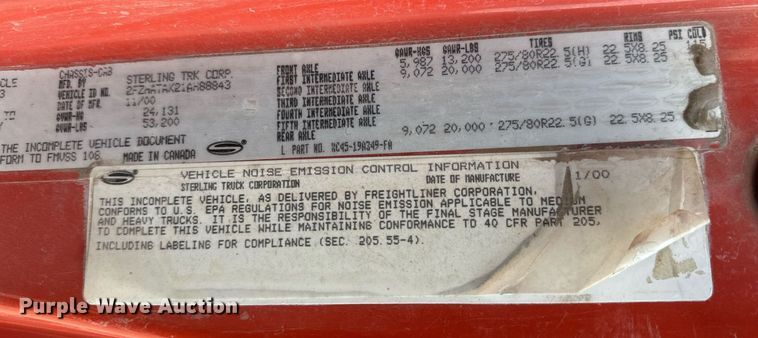 GAWR-KGS GAWR-LBS TIRES RIMS PSI COLD
FRONT AXLE 5,987 13,200 275/80R22.5(H) 22.5X8.25 115
FIRST INTERMEDIATE AXLE 9,072 20,000 275/80R22.5(G) 22.5X8.25
SECOND INTERMEDIATE AXLE
THIRD INTERMEDIATE AXLE
FOURTH INTERMEDIATE AXLE
FIFTH INTERMEDIATE AXLE
REAR AXLE 9,072 20,000 275/80R22.5(G) 22.5X8.25
CHASSIS-CAB
MFD. BY STERLING TRK CORP.
VEHICLE ID NO.
DATE OF MFD. 11/00
GVWR-KG 24,131
GVWR-LBS 53,200
THE INCOMPLETE VEHICLE DOCUMENT
FORM TO FMVSS 106. MADE IN CANADA
PART NO.
VEHICLE NOISE EMISSION CONTROL INFORMATION
STERLING TRUCK CORPORATION DATE OF MANUFACTURE 1/00
THIS INCOMPLETE VEHICLE, AS DELIVERED BY FREIGHTLINER CORPORATION,
CONFORMS TO U.S. EPA REGULATIONS FOR NOISE EMISSION APPLICABLE TO MEDIUM
AND HEAVY TRUCKS. IT IS THE RESPONSIBILITY OF THE FINAL STAGE MANUFACTURER
TO COMPLETE THIS VEHICLE WHILE MAINTAINING CONFORMANCE TO 40 CFR PART 205,
INCLUDING LABELING FOR COMPLIANCE (SEC. 205.55-4).
Purple Wave Auction